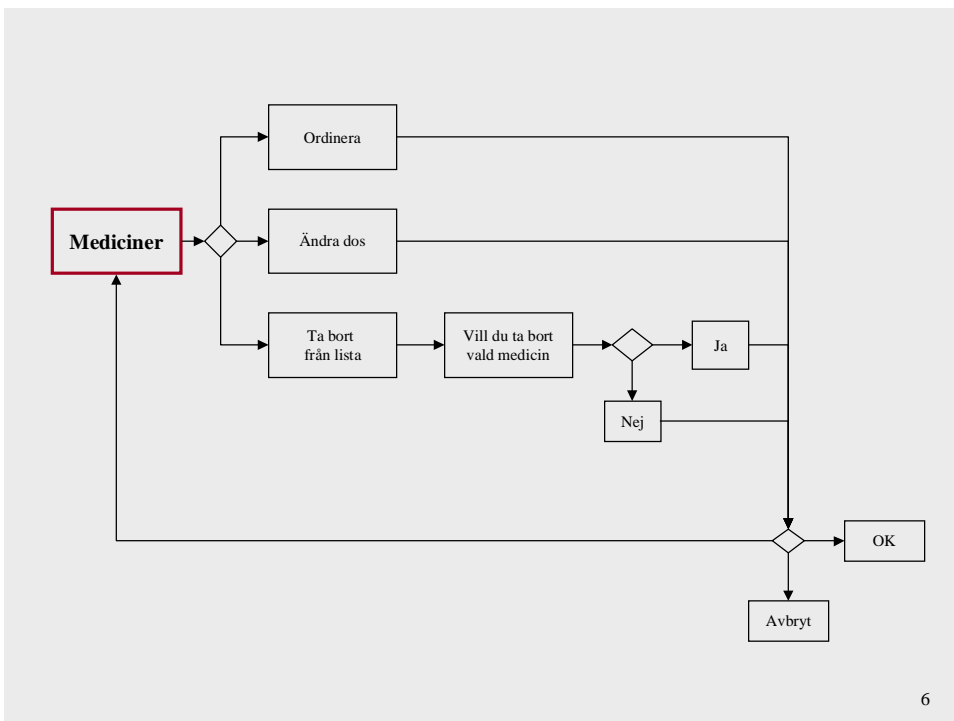 Ordinera
Mediciner
Ändra dos
Ta bort
från lista
Vill du ta bort
vald medicin
Ja
Nej
OK
Avbryt
6